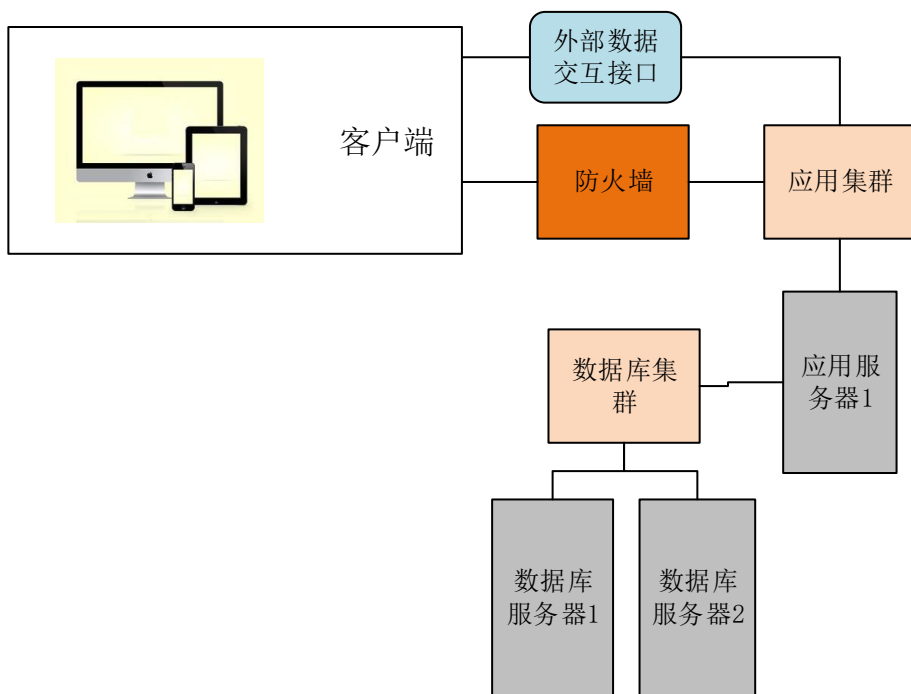 外部数据
交互接口
客户端
防火墙
应用集群
数据库集
群
应用服
务器1
数据库
服务器1
数据库
服务器2